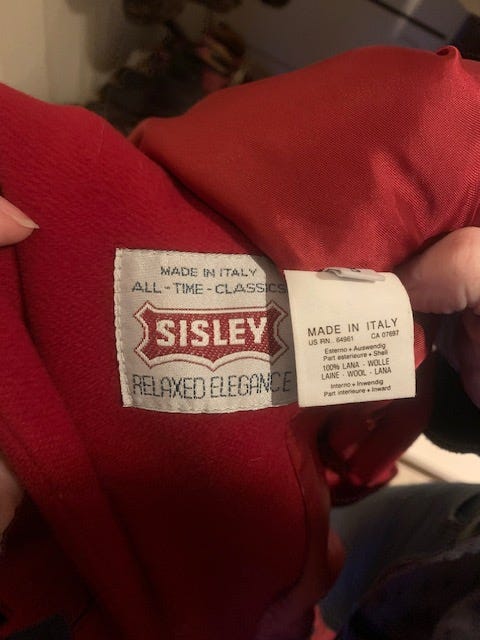 MADE IN ITALY
ALL-TIME-CLASSICS
SISLEY
RELAXED ELEGANCE
MADE IN ITALY
US RN.. 64961 CA 07697
Esterno • Auswendig
Part esterieure • Shell
100% LANA - WOLLE
LAINE - WOOL - LANA
Interno • Inwendig
Part interieure • Inward